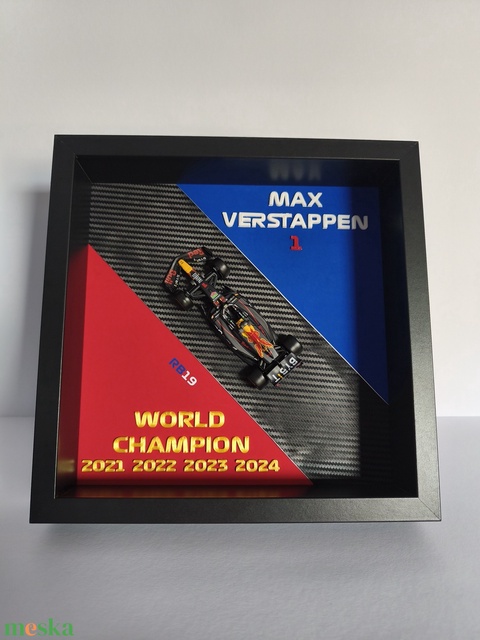 MAX
VERSTAPPEN
1
RB19
WORLD
CHAMPION
2021 2022 2023 2024
meska